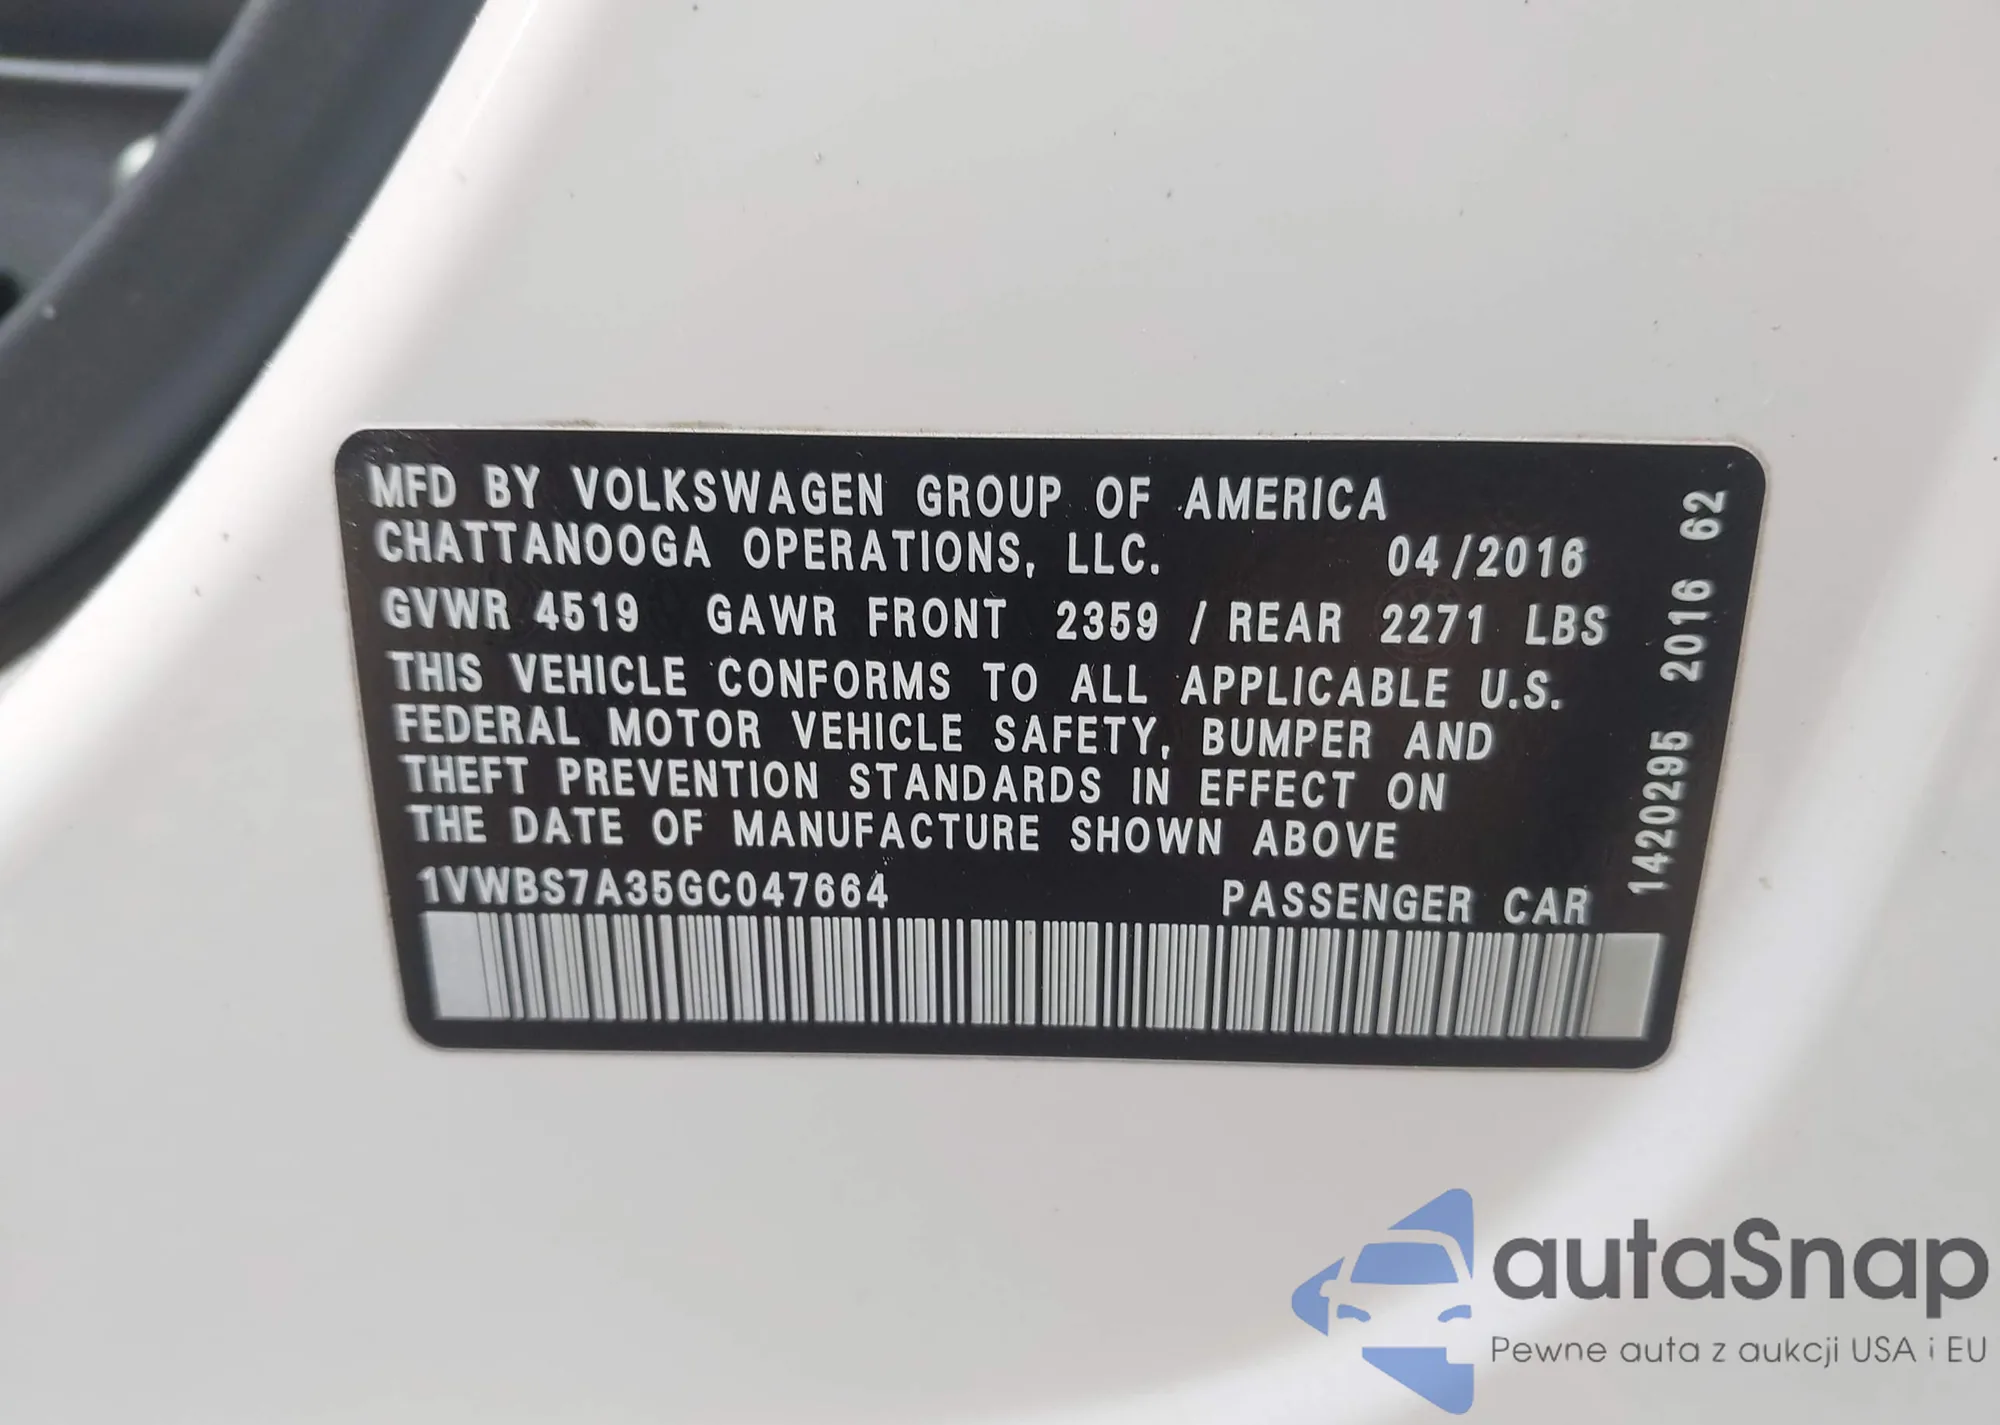 MFD BY VOLKSWAGEN GROUP OF AMERICA
CHATTANOOGA OPERATIONS, LLC. 04/2016
GVWR 4519 GAWR FRONT 2359 / REAR 2271 LBS
THIS VEHICLE CONFORMS TO ALL APPLICABLE U.S.
FEDERAL MOTOR VEHICLE SAFETY, BUMPER AND
THEFT PREVENTION STANDARDS IN EFFECT ON
THE DATE OF MANUFACTURE SHOWN ABOVE
1VWBS7A35GC047664 PASSENGER CAR
1420295 2016 62
autaSnap
Pewne auta z aukcji USA i EU